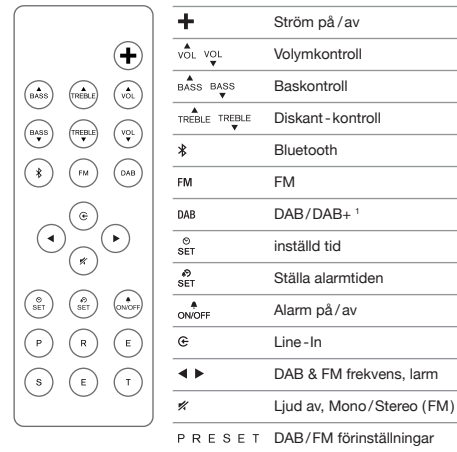 BASS TREBLE VOL
BASS TREBLE VOL
FM DAB
SET SET ON/OFF
P R E
S E T
Ström på / av
VOL VOL Volymkontroll
BASS BASS Baskontroll
TREBLE TREBLE Diskant - kontroll
Bluetooth
FM FM
DAB DAB/DAB+ 1
SET inställd tid
SET Ställa alarmtiden
ON/OFF Alarm på / av
Line - In
DAB & FM frekvens, larm
Ljud av, Mono / Stereo (FM)
P R E S E T DAB/FM förinställningar